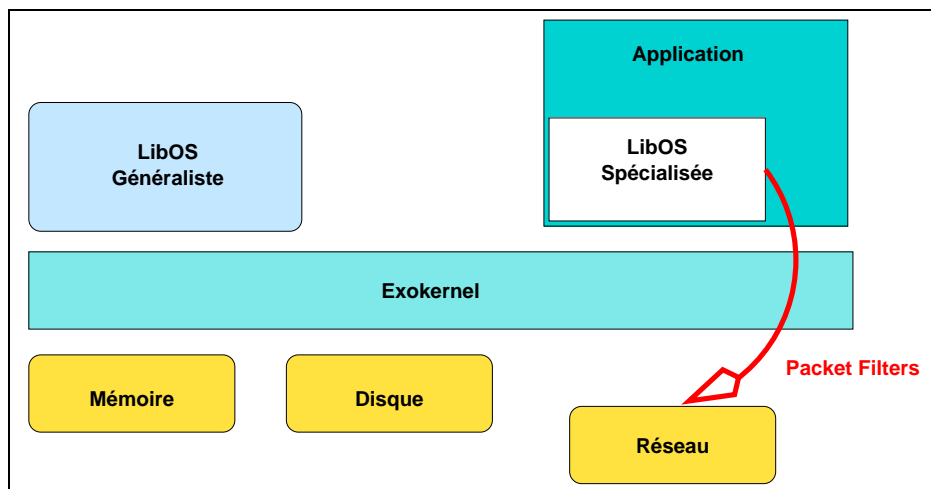 Application
LibOS
Généraliste
LibOS
Spécialisée
Exokernel
Packet Filters
Mémoire
Disque
Réseau